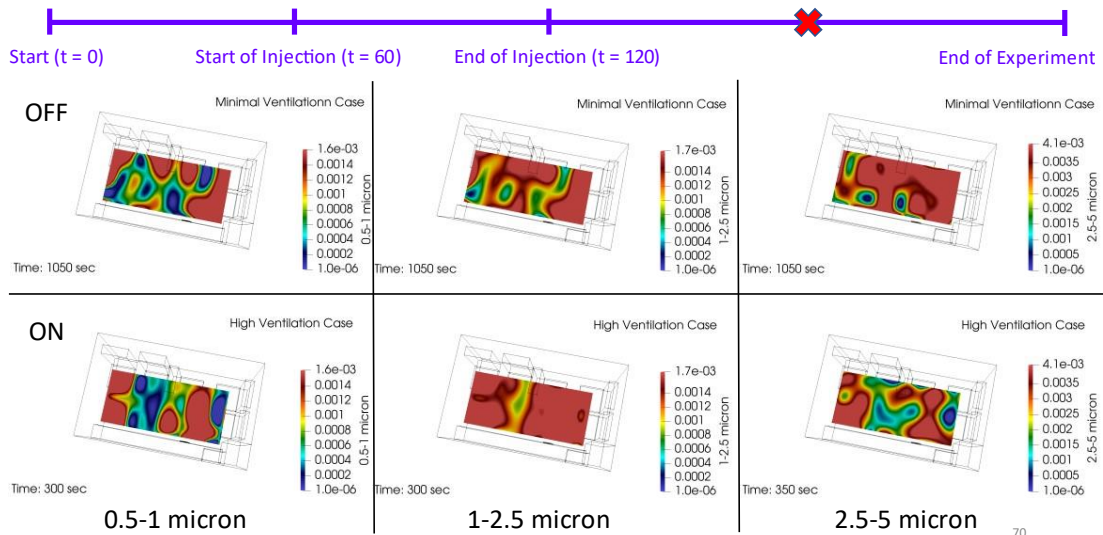 Start (t = 0)
Start of Injection (t = 60)
End of Injection (t = 120)
End of Experiment
OFF
Minimal Ventilationn Case
1.6e-03
0.0014
0.001
0.0008
0.0006
0.0004
0.0002
1.0e-06
0.5-1 micron
Time: 1050 sec
Minimal Ventilationn Case
1.7e-03
0.0014
0.0012
0.001
0.0008
0.0006
0.0004
0.0002
1.0e-06
1-2.5 micron
Time: 1050 sec
Minimal Ventilationn Case
4.1e-03
0.0035
0.003
0.0025
0.002
0.0015
0.001
0.0005
1.0e-06
2.5-5 micron
Time: 1050 sec
ON
High Ventilation Case
1.6e-03
0.0014
0.001
0.0008
0.0006
0.0004
0.0002
1.0e-06
0.5-1 micron
Time: 300 sec
High Ventilation Case
1.7e-03
0.0014
0.0012
0.001
0.0008
0.0006
0.0004
0.0002
1.0e-06
1-2.5 micron
Time: 300 sec
High Ventilation Case
4.1e-03
0.0035
0.003
0.0025
0.002
0.0015
0.001
0.0005
1.0e-06
2.5-5 micron
Time: 350 sec
0.5-1 micron
1-2.5 micron
2.5-5 micron
70